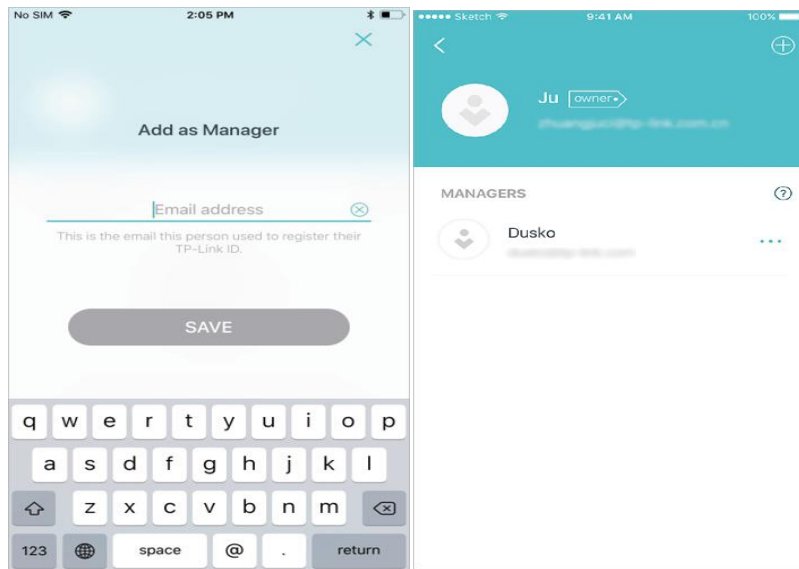 No SIM 2:05 PM
Add as Manager
Email address
This is the email this person used to register their
TP-Link ID.
SAVE
q w e r t y u i o p
a s d f g h j k l
z x c v b n m
123 space @ . return
Sketch 9:41 AM 100%
Ju owner
MANAGERS
Dusko